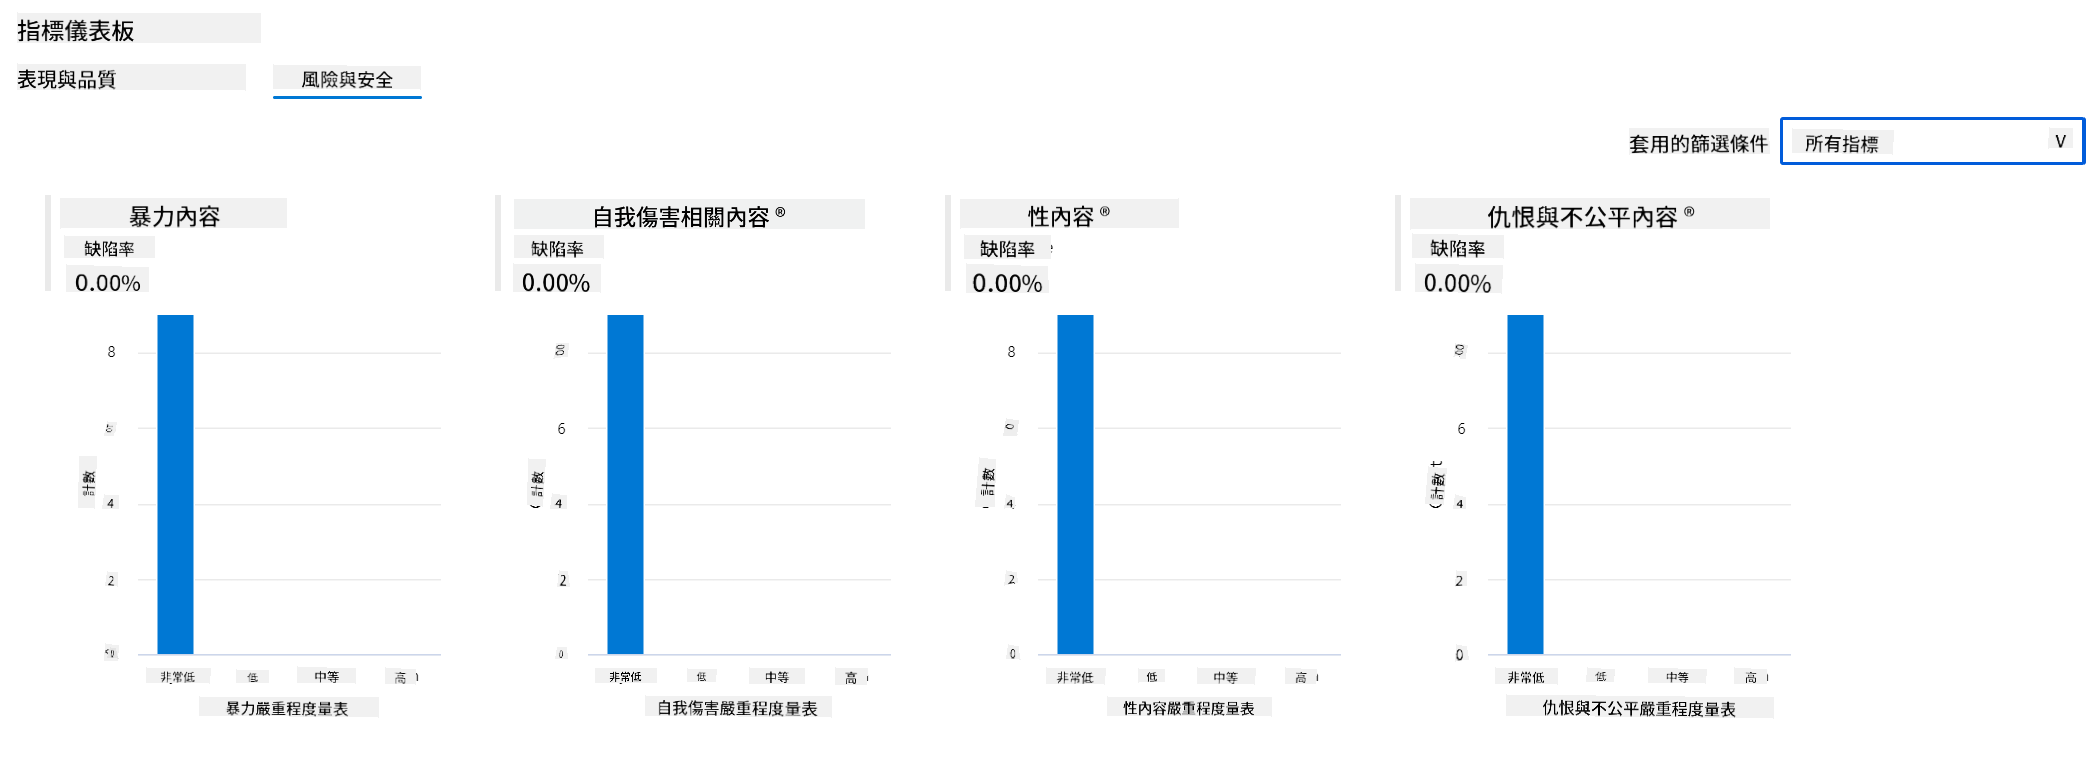 指標儀表板
表現與品質
風險與安全
套用的篩選條件
所有指標
V
暴力內容
缺陷率
0.00%
8
4
2
計數
非常低
低
中等
高
暴力嚴重程度量表
自我傷害相關內容 ®
缺陷率
0.00%
6
4
2
0
(計數
非常低
低
中等
高
自我傷害嚴重程度量表
性內容 ®
缺陷率
0.00%
8
4
2
0
計數
非常低
低
中等
高
性內容嚴重程度量表
仇恨與不公平內容 ®
缺陷率
0.00%
6
4
2
0
(計數 t
非常低
低
中等
高
仇恨與不公平嚴重程度量表